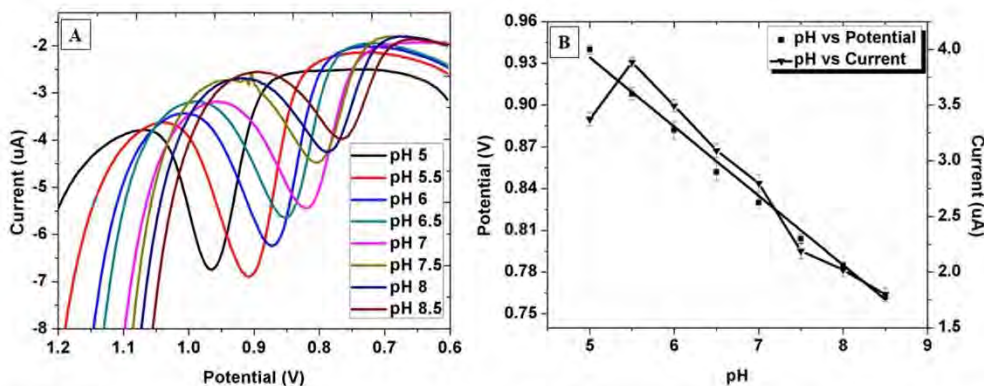 A
Current (uA)
-2
-3
-4
-5
-6
-7
-8
1.2 1.1 1.0 0.9 0.8 0.7 0.6
Potential (V)
pH 5
pH 5.5
pH 6
pH 6.5
pH 7
pH 7.5
pH 8
pH 8.5
B
Potential (V)
0.96
0.93
0.90
0.87
0.84
0.81
0.78
0.75
5 6 7 8 9
pH
pH vs Potential
pH vs Current
4.0
3.5
3.0
2.5
2.0
1.5
Current (uA)